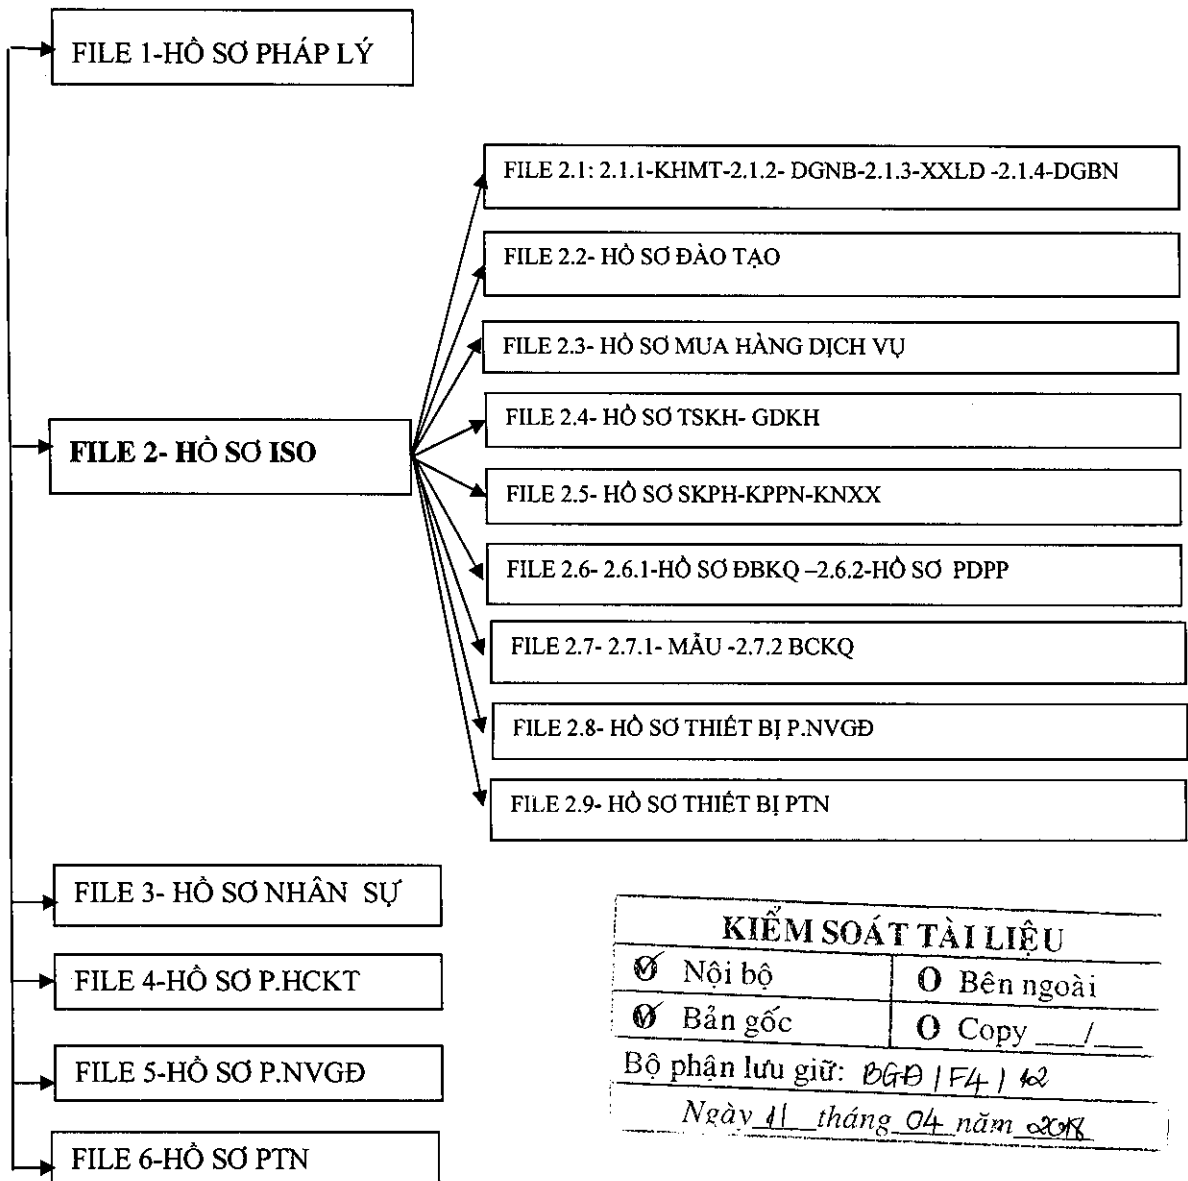 FILE 1-HỒ SƠ PHÁP LÝ
FILE 2- HỒ SƠ ISO
FILE 2.1: 2.1.1-KHMT-2.1.2- DGNB-2.1.3-XXLD -2.1.4-DGBN
FILE 2.2- HỒ SƠ ĐÀO TẠO
FILE 2.3- HỒ SƠ MUA HÀNG DỊCH VỤ
FILE 2.4- HỒ SƠ TSKH- GDKH
FILE 2.5- HỒ SƠ SKPH-KPPN-KNXX
FILE 2.6- 2.6.1-HỒ SƠ ĐBKQ –2.6.2-HỒ SƠ PDPP
FILE 2.7- 2.7.1- MẪU -2.7.2 BCKQ
FILE 2.8- HỒ SƠ THIẾT BỊ P.NVGĐ
FILE 2.9- HỒ SƠ THIẾT BỊ PTN
FILE 3- HỒ SƠ NHÂN SỰ
FILE 4-HỒ SƠ P.HCKT
FILE 5-HỒ SƠ P.NVGĐ
FILE 6-HỒ SƠ PTN
KIỂM SOÁT TÀI LIỆU
Nội bộ O Bên ngoài
Bản gốc O Copy ___/___
Bộ phận lưu giữ: BGĐ / F4 /
Ngày 11 tháng 04 năm 2018